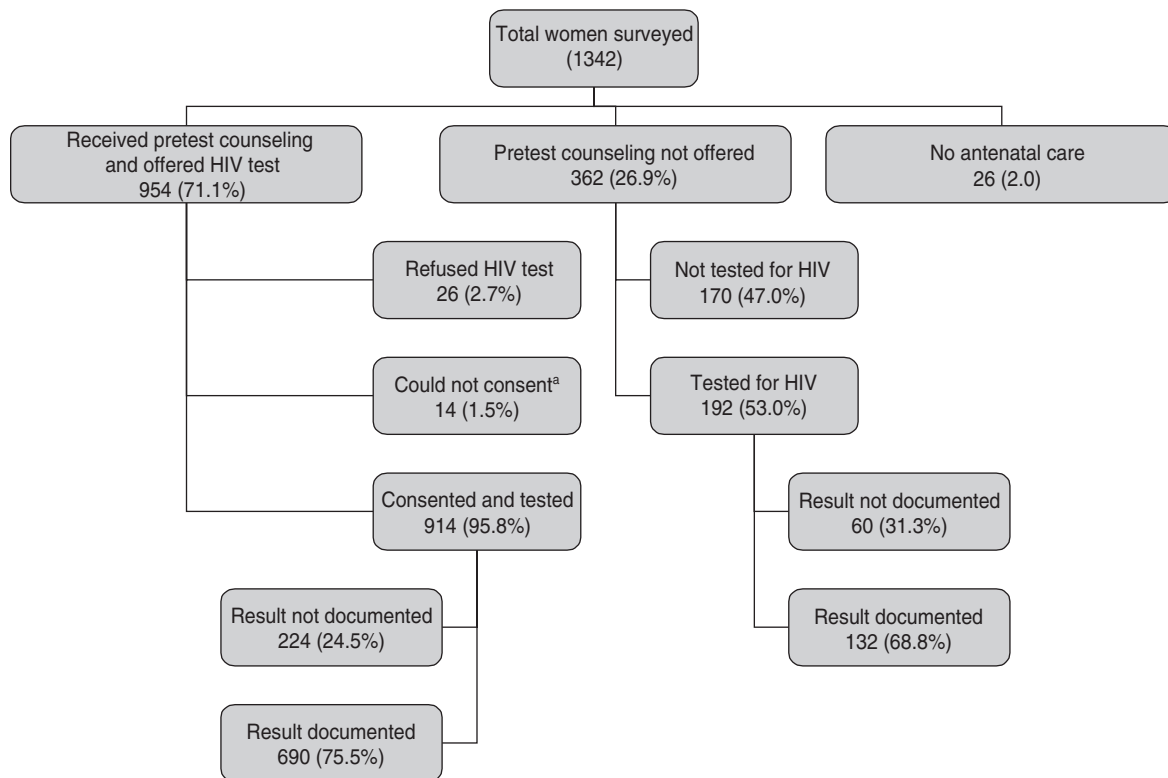 Total women surveyed
(1342)
Received pretest counseling
and offered HIV test
954 (71.1%)
Pretest counseling not offered
362 (26.9%)
No antenatal care
26 (2.0)
Refused HIV test
26 (2.7%)
Not tested for HIV
170 (47.0%)
Could not consentᵃ
14 (1.5%)
Tested for HIV
192 (53.0%)
Consented and tested
914 (95.8%)
Result not documented
60 (31.3%)
Result not documented
224 (24.5%)
Result documented
132 (68.8%)
Result documented
690 (75.5%)